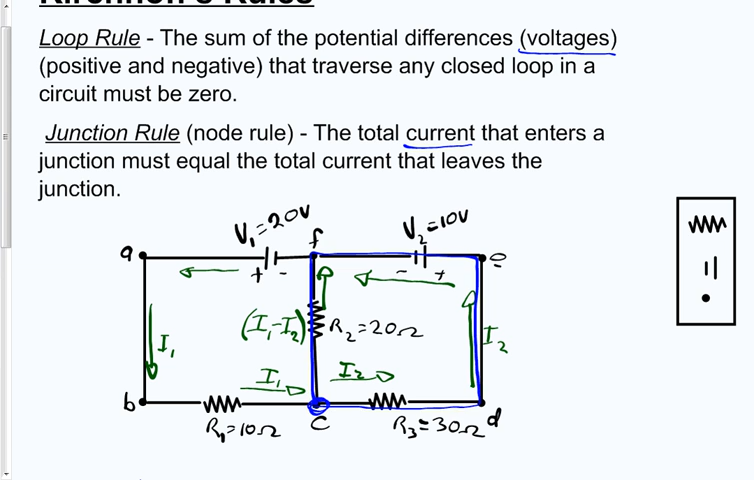 Kirchhoff's Rules
Loop Rule - The sum of the potential differences (voltages)
(positive and negative) that traverse any closed loop in a
circuit must be zero.
Junction Rule (node rule) - The total current that enters a
junction must equal the total current that leaves the
junction.
V₁=20V
V₂=10V
a
f
e
+ -
- +
(I₁-I₂)
R₂=20Ω
I₁
I₂
I₁
I₂
b
c
d
R₁=10Ω
R₃=30Ω